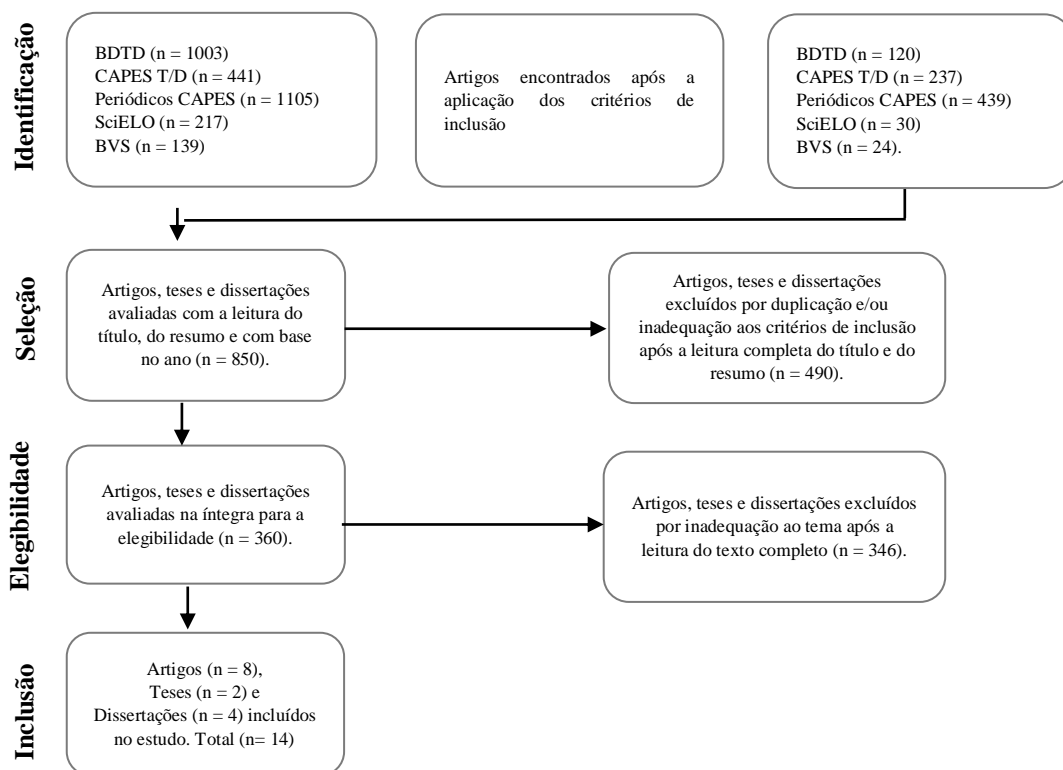 Identificação
BDTD (n = 1003)
CAPES T/D (n = 441)
Periódicos CAPES (n = 1105)
SciELO (n = 217)
BVS (n = 139)
Artigos encontrados após a
aplicação dos critérios de
inclusão
BDTD (n = 120)
CAPES T/D (n = 237)
Periódicos CAPES (n = 439)
SciELO (n = 30)
BVS (n = 24).
Seleção
Artigos, teses e dissertações
avaliadas com a leitura do
título, do resumo e com base
no ano (n = 850).
Artigos, teses e dissertações
excluídos por duplicação e/ou
inadequação aos critérios de inclusão
após a leitura completa do título e do
resumo (n = 490).
Elegibilidade
Artigos, teses e dissertações
avaliadas na íntegra para a
elegibilidade (n = 360).
Artigos, teses e dissertações excluídos
por inadequação ao tema após a
leitura do texto completo (n = 346).
Inclusão
Artigos (n = 8),
Teses (n = 2) e
Dissertações (n = 4) incluídos
no estudo. Total (n= 14)